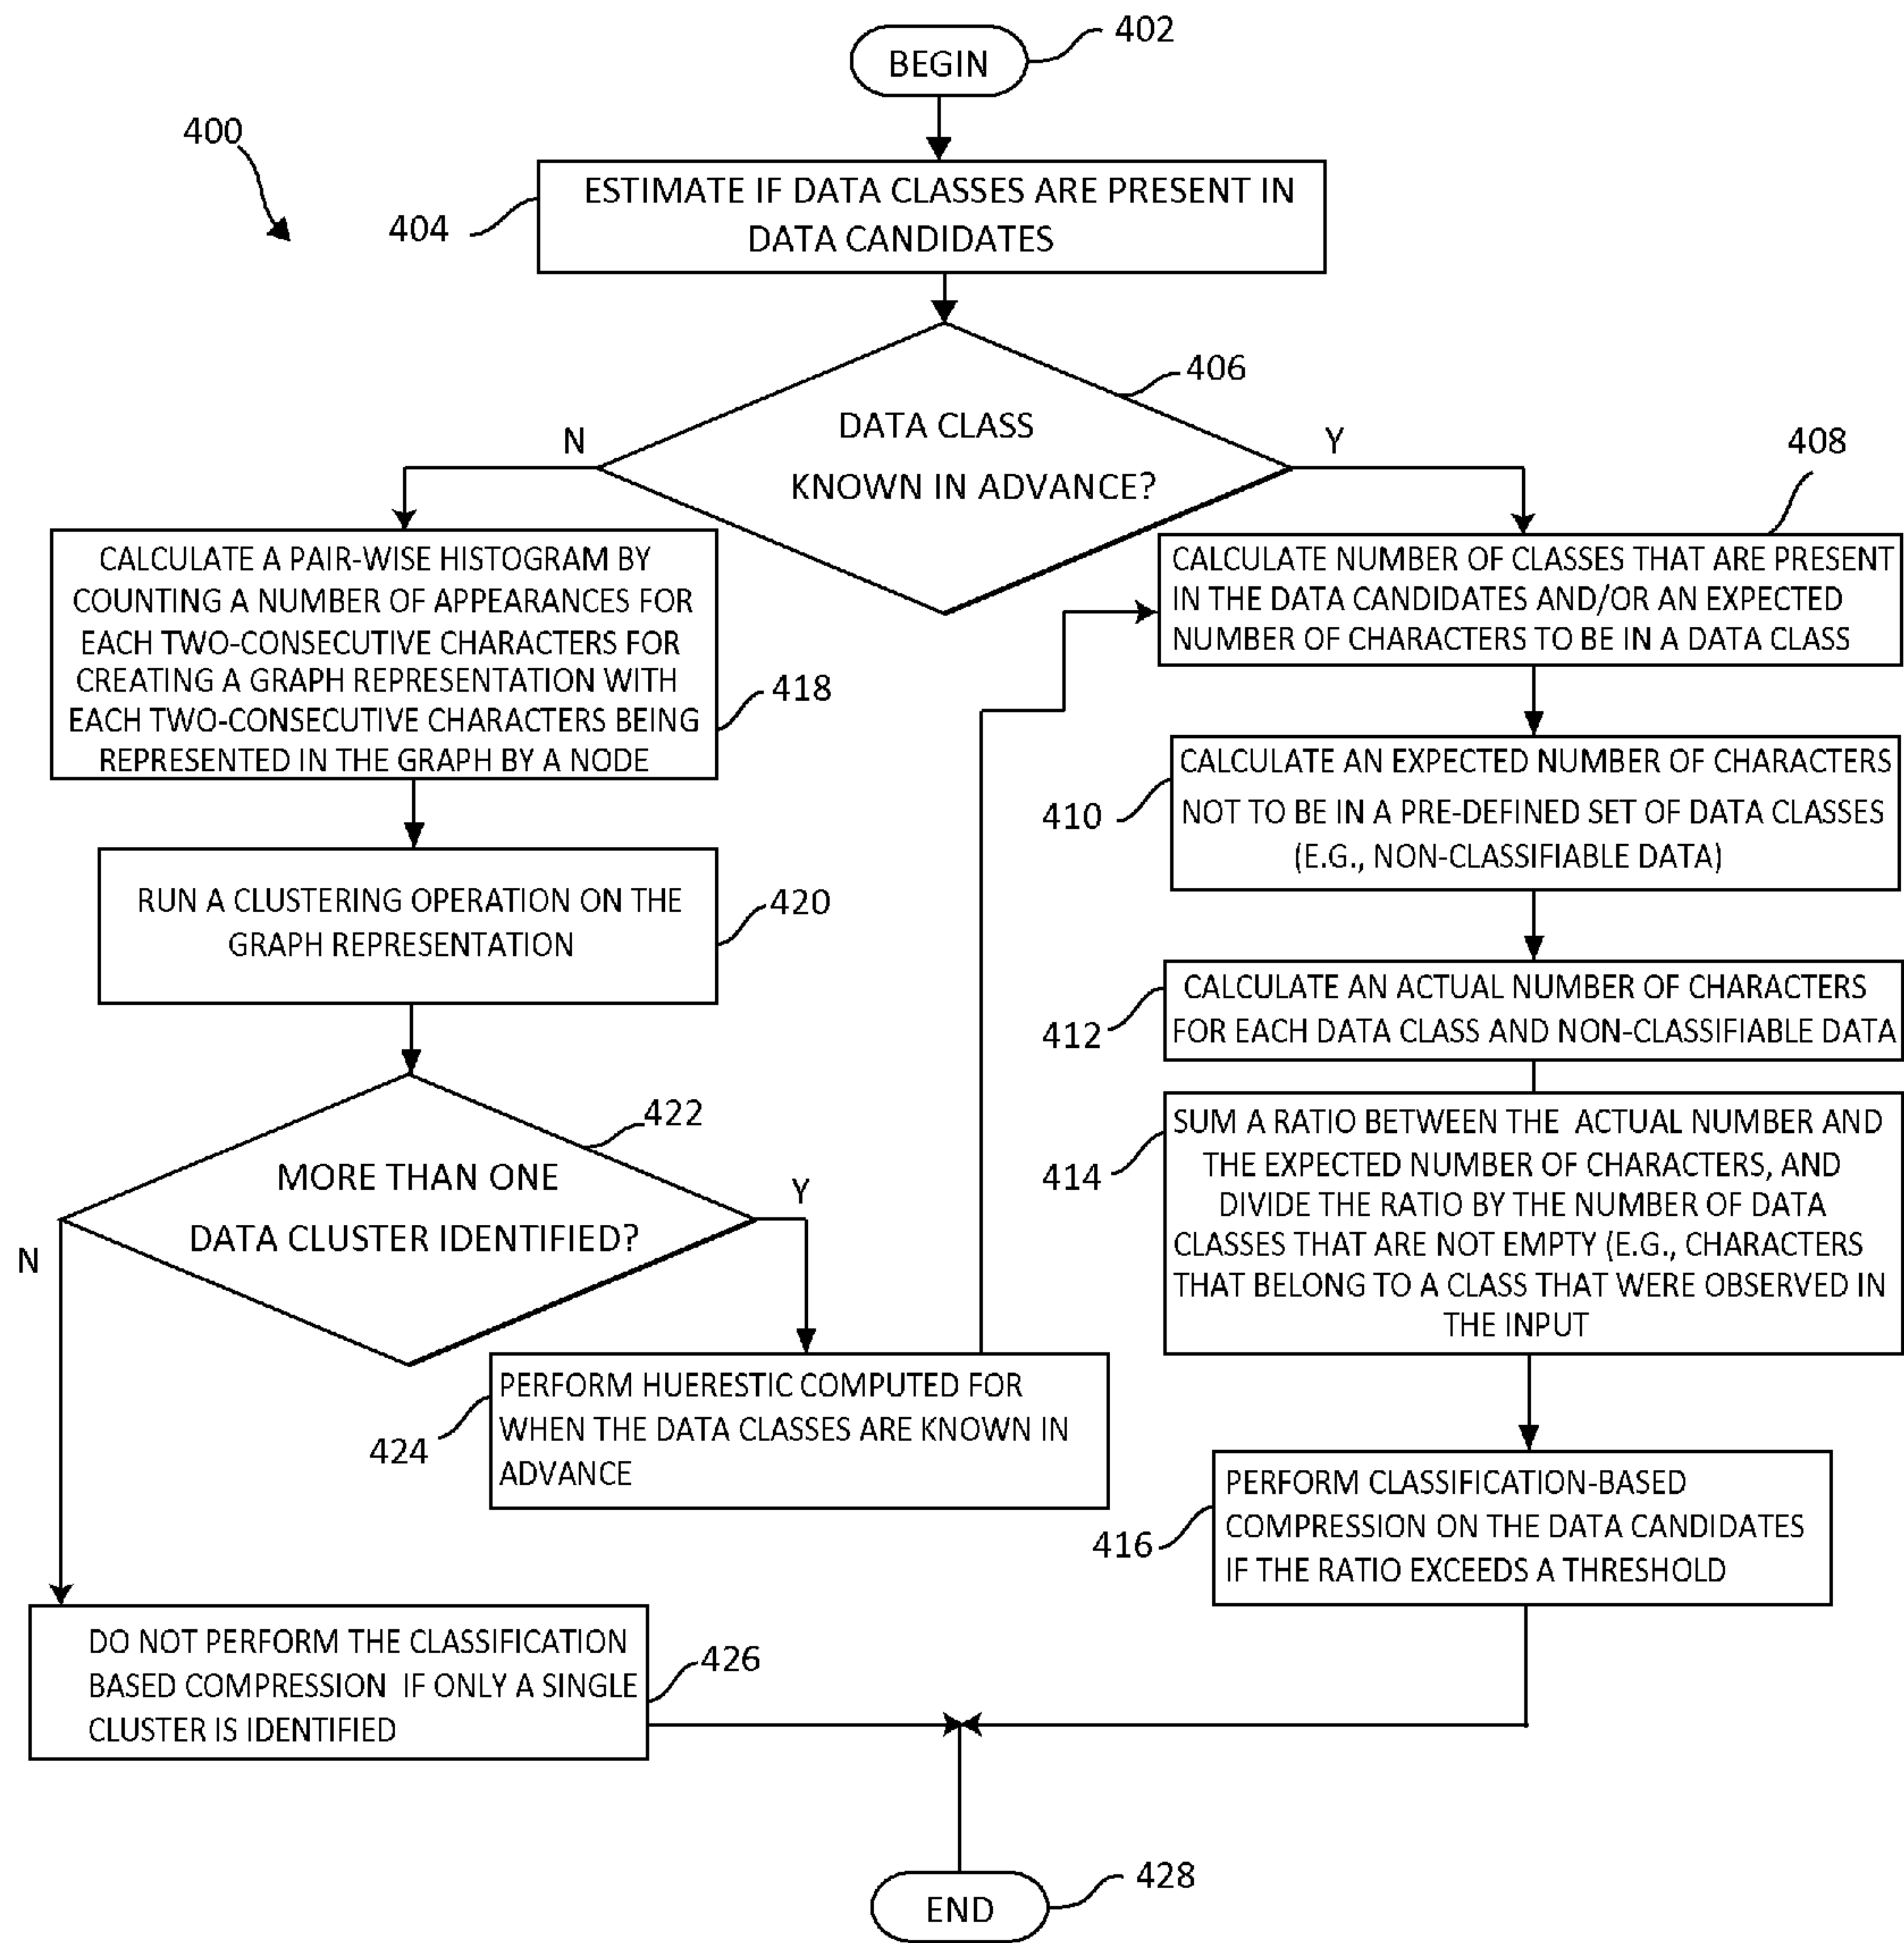 BEGIN
402
400
ESTIMATE IF DATA CLASSES ARE PRESENT IN
DATA CANDIDATES
404
406
DATA CLASS
KNOWN IN ADVANCE?
N
Y
408
CALCULATE A PAIR-WISE HISTOGRAM BY
COUNTING A NUMBER OF APPEARANCES FOR
EACH TWO-CONSECUTIVE CHARACTERS FOR
CREATING A GRAPH REPRESENTATION WITH
EACH TWO-CONSECUTIVE CHARACTERS BEING
REPRESENTED IN THE GRAPH BY A NODE
418
CALCULATE NUMBER OF CLASSES THAT ARE PRESENT
IN THE DATA CANDIDATES AND/OR AN EXPECTED
NUMBER OF CHARACTERS TO BE IN A DATA CLASS
CALCULATE AN EXPECTED NUMBER OF CHARACTERS
NOT TO BE IN A PRE-DEFINED SET OF DATA CLASSES
(E.G., NON-CLASSIFIABLE DATA)
410
RUN A CLUSTERING OPERATION ON THE
GRAPH REPRESENTATION
420
CALCULATE AN ACTUAL NUMBER OF CHARACTERS
FOR EACH DATA CLASS AND NON-CLASSIFIABLE DATA
412
422
MORE THAN ONE
DATA CLUSTER IDENTIFIED?
Y
N
SUM A RATIO BETWEEN THE ACTUAL NUMBER AND
THE EXPECTED NUMBER OF CHARACTERS, AND
DIVIDE THE RATIO BY THE NUMBER OF DATA
CLASSES THAT ARE NOT EMPTY (E.G., CHARACTERS
THAT BELONG TO A CLASS THAT WERE OBSERVED IN
THE INPUT
414
PERFORM HUERESTIC COMPUTED FOR
WHEN THE DATA CLASSES ARE KNOWN IN
ADVANCE
424
PERFORM CLASSIFICATION-BASED
COMPRESSION ON THE DATA CANDIDATES
IF THE RATIO EXCEEDS A THRESHOLD
416
DO NOT PERFORM THE CLASSIFICATION
BASED COMPRESSION IF ONLY A SINGLE
CLUSTER IS IDENTIFIED
426
END
428